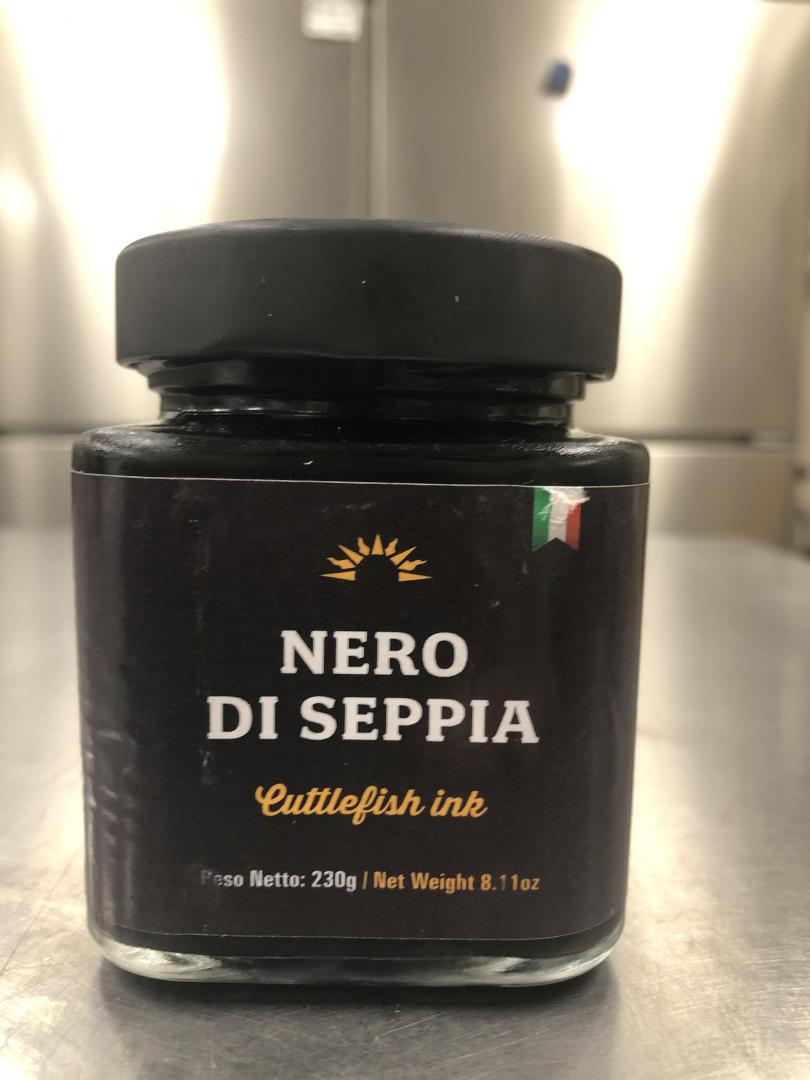 NERO
DI SEPPIA
Cuttlefish ink
Peso Netto: 230g / Net Weight 8.11oz